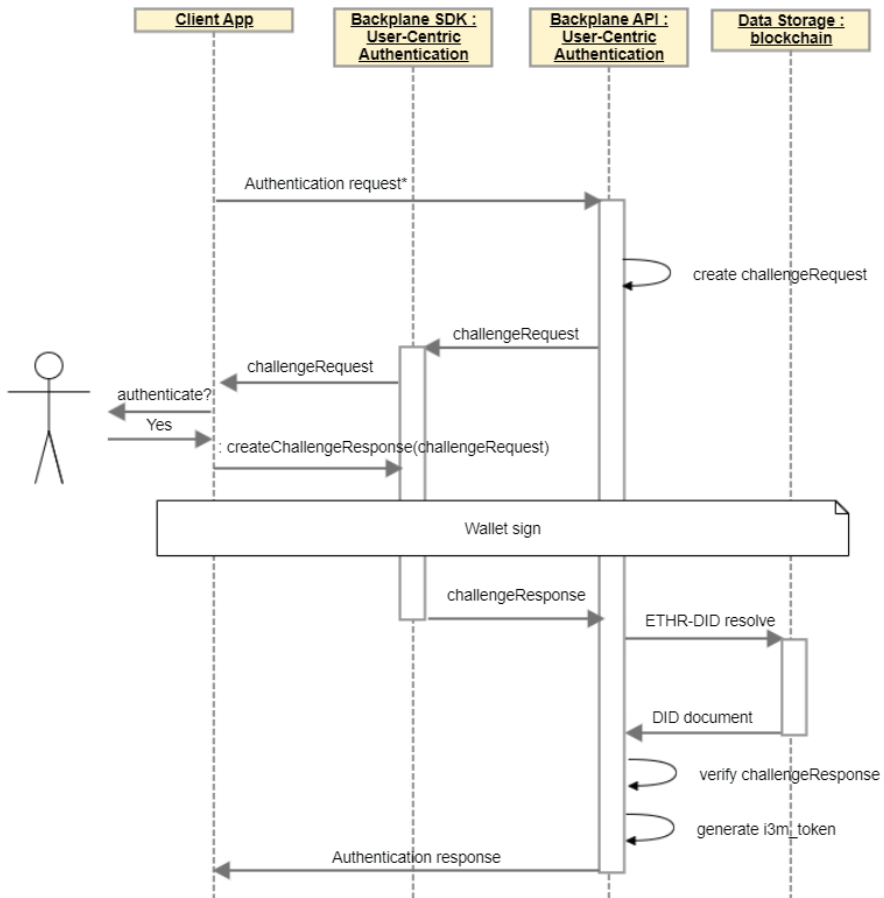 Client App
Backplane SDK :
User-Centric
Authentication
Backplane API :
User-Centric
Authentication
Data Storage :
blockchain
Authentication request*
create challengeRequest
challengeRequest
challengeRequest
authenticate?
Yes
: createChallengeResponse(challengeRequest)
Wallet sign
challengeResponse
ETHR-DID resolve
DID document
verify challengeResponse
generate i3m_token
Authentication response